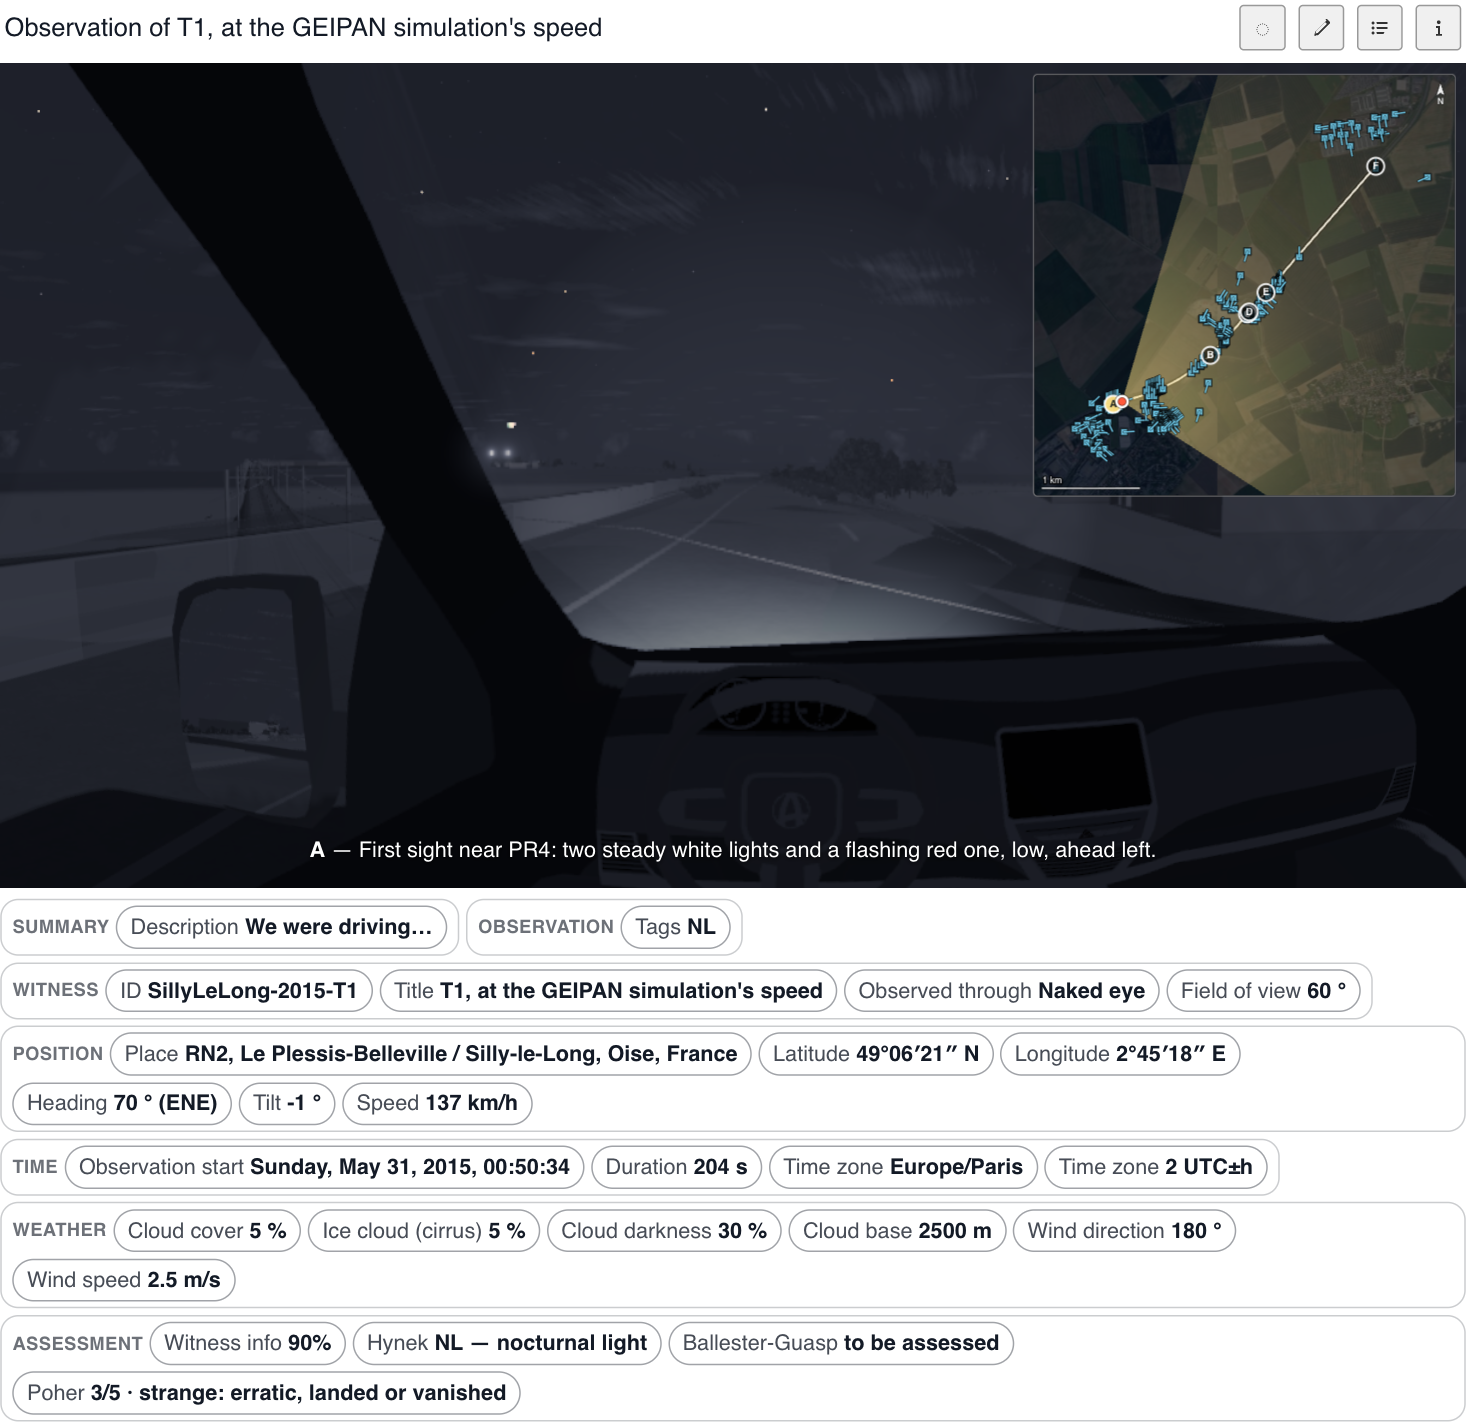 Observation of T1, at the GEIPAN simulation's speed
N
F
E
D
B
A
1 km
A — First sight near PR4: two steady white lights and a flashing red one, low, ahead left.
SUMMARY Description We were driving… OBSERVATION Tags NL
WITNESS ID SillyLeLong-2015-T1 Title T1, at the GEIPAN simulation's speed Observed through Naked eye Field of view 60 °
POSITION Place RN2, Le Plessis-Belleville / Silly-le-Long, Oise, France Latitude 49°06′21″ N Longitude 2°45′18″ E
Heading 70 ° (ENE) Tilt -1 ° Speed 137 km/h
TIME Observation start Sunday, May 31, 2015, 00:50:34 Duration 204 s Time zone Europe/Paris Time zone 2 UTC±h
WEATHER Cloud cover 5 % Ice cloud (cirrus) 5 % Cloud darkness 30 % Cloud base 2500 m Wind direction 180 °
Wind speed 2.5 m/s
ASSESSMENT Witness info 90% Hynek NL — nocturnal light Ballester-Guasp to be assessed
Poher 3/5 · strange: erratic, landed or vanished